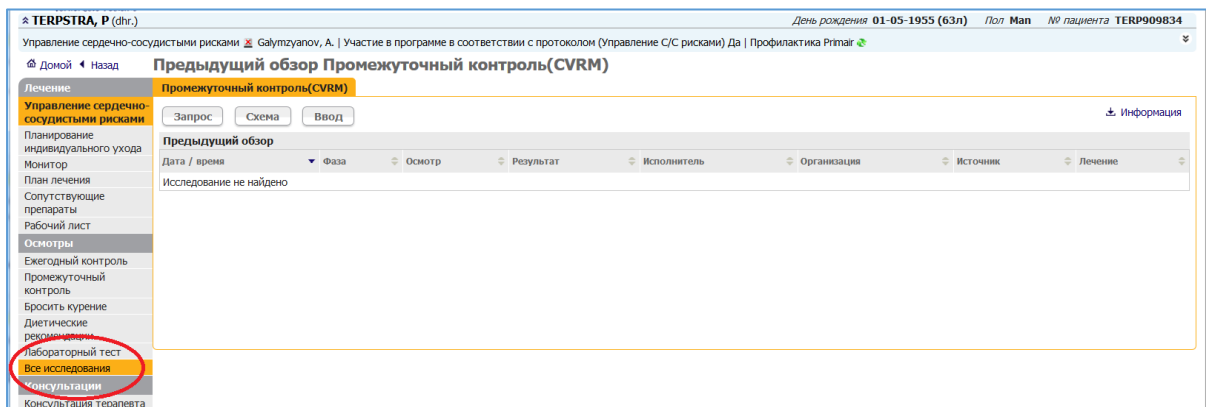 TERPSTRA, P (dhr.) День рождения 01-05-1955 (63л) Пол Man № пациента TERP909834
Управление сердечно-сосудистыми рисками Galymzyanov, A. | Участие в программе в соответствии с протоколом (Управление С/С рисками) Да | Профилактика Primair
Домой Назад Предыдущий обзор Промежуточный контроль(CVRM)
Лечение
Управление сердечно-
сосудистыми рисками
Планирование
индивидуального ухода
Монитор
План лечения
Сопутствующие
препараты
Рабочий лист
Осмотры
Ежегодный контроль
Промежуточный
контроль
Бросить курение
Диетические
рекомендации
Лабораторный тест
Все исследования
Консультации
Консультация терапевта
Промежуточный контроль(CVRM)
Запрос Схема Ввод Информация
Предыдущий обзор
Дата / время Фаза Осмотр Результат Исполнитель Организация Источник Лечение
Исследование не найдено